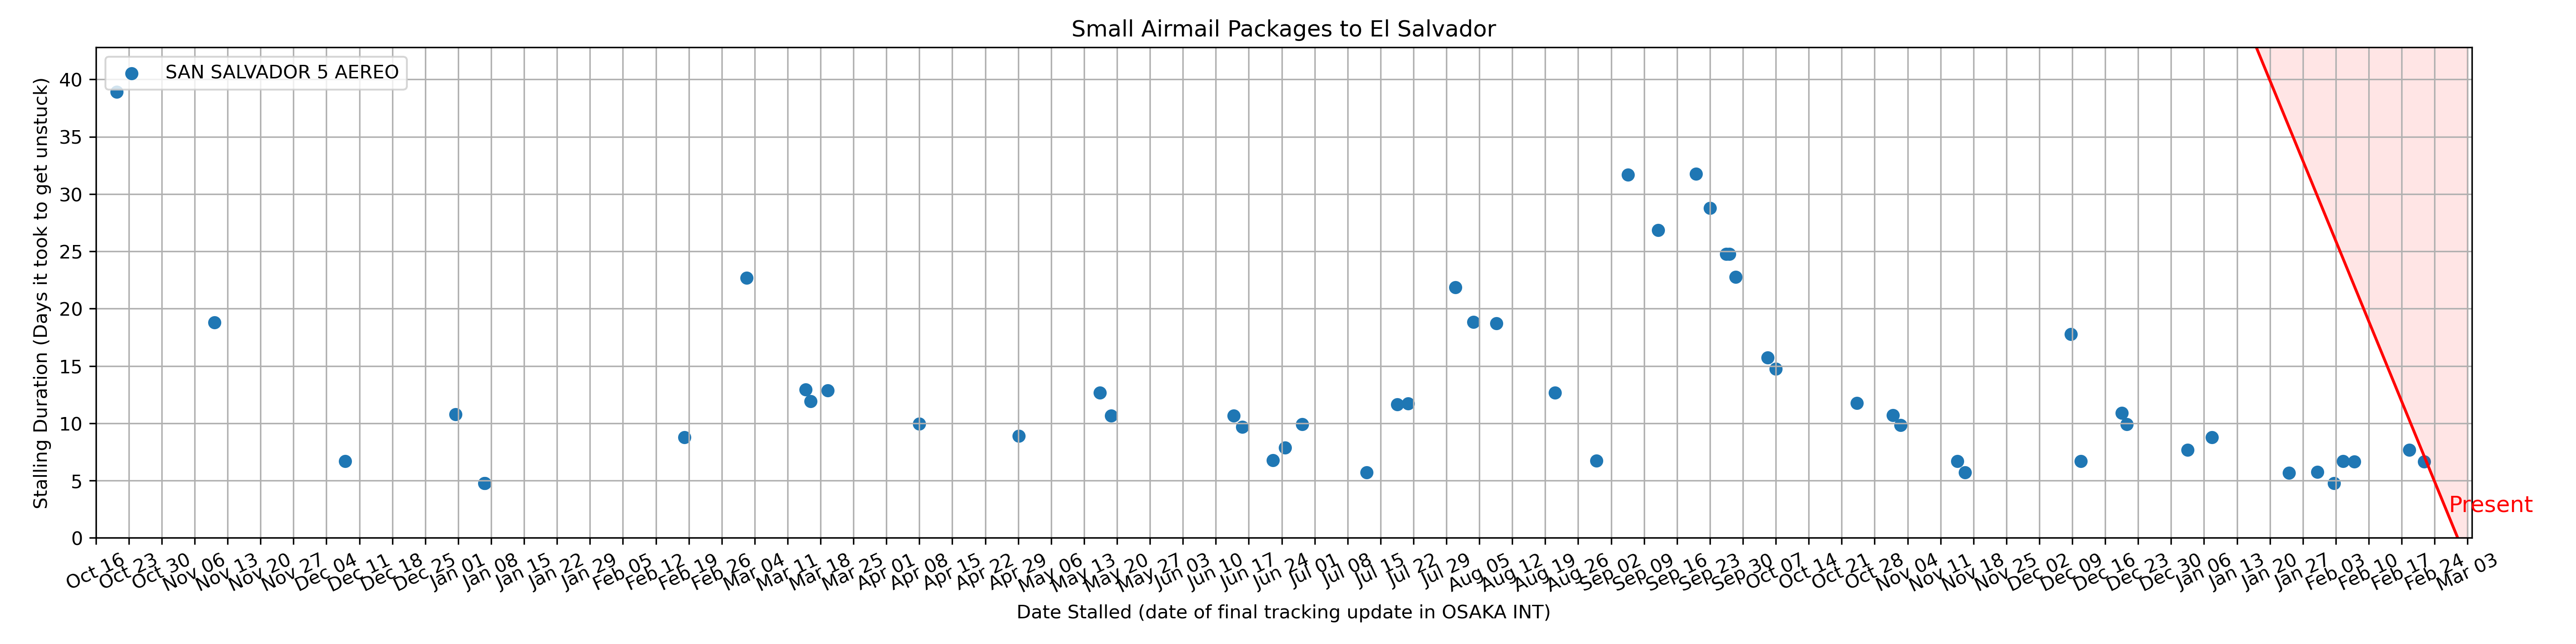 Small Airmail Packages to El Salvador
SAN SALVADOR 5 AEREO
Stalling Duration (Days it took to get unstuck)
40
35
30
25
20
15
10
5
0
Present
Oct 16
Oct 23
Oct 30
Nov 06
Nov 13
Nov 20
Nov 27
Dec 04
Dec 11
Dec 18
Dec 25
Jan 01
Jan 08
Jan 15
Jan 22
Jan 29
Feb 05
Feb 12
Feb 19
Feb 26
Mar 04
Mar 11
Mar 18
Mar 25
Apr 01
Apr 08
Apr 15
Apr 22
Apr 29
May 06
May 13
May 20
May 27
Jun 03
Jun 10
Jun 17
Jun 24
Jul 01
Jul 08
Jul 15
Jul 22
Jul 29
Aug 05
Aug 12
Aug 19
Aug 26
Sep 02
Sep 09
Sep 16
Sep 23
Sep 30
Oct 07
Oct 14
Oct 21
Oct 28
Nov 04
Nov 11
Nov 18
Nov 25
Dec 02
Dec 09
Dec 16
Dec 23
Dec 30
Jan 06
Jan 13
Jan 20
Jan 27
Feb 03
Feb 10
Feb 17
Feb 24
Mar 03
Date Stalled (date of final tracking update in OSAKA INT)